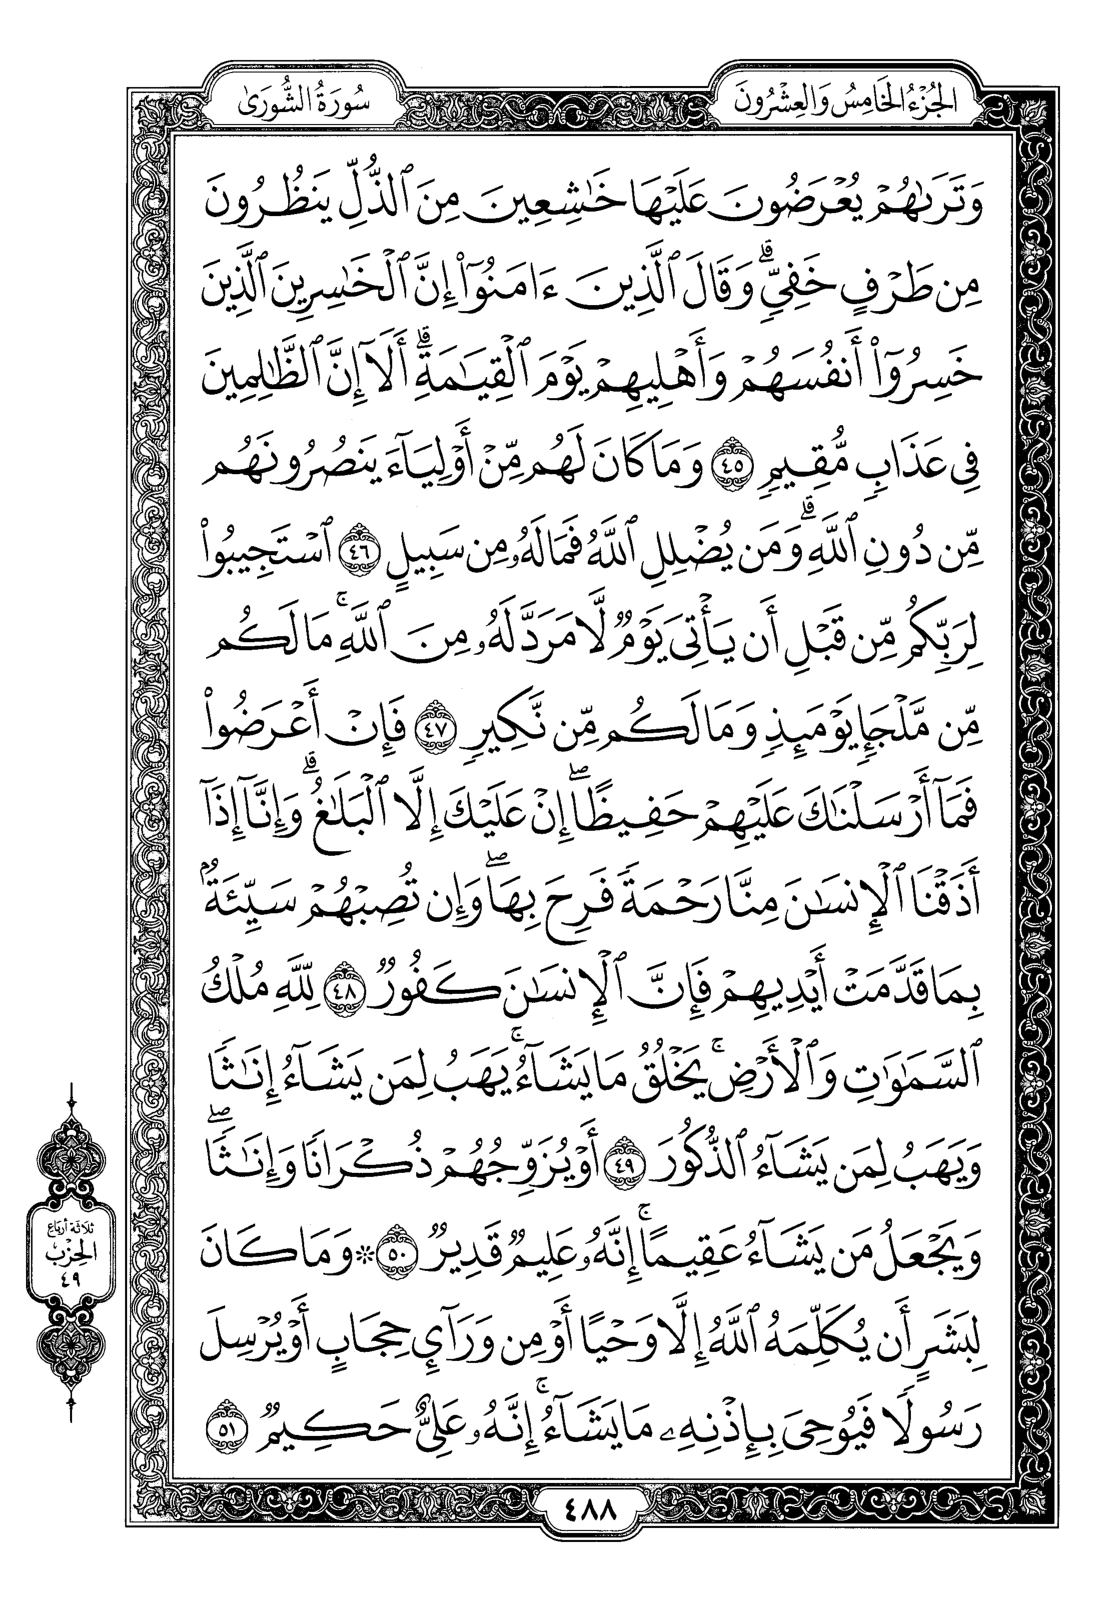 الجُزْءُ الخَامِسُ وَالعِشْرُونَ
سُورَةُ الشُّورَىٰ
وَتَرَىٰهُمْ يُعْرَضُونَ عَلَيْهَا خَٰشِعِينَ مِنَ ٱلذُّلِّ يَنظُرُونَ
مِن طَرْفٍ خَفِيٍّۗ وَقَالَ ٱلَّذِينَ ءَامَنُوٓاْ إِنَّ ٱلْخَٰسِرِينَ ٱلَّذِينَ
خَسِرُوٓاْ أَنفُسَهُمْ وَأَهْلِيهِمْ يَوْمَ ٱلْقِيَٰمَةِۗ أَلَآ إِنَّ ٱلظَّٰلِمِينَ
فِى عَذَابٍ مُّقِيمٍ ٤٥ وَمَا كَانَ لَهُم مِّنْ أَوْلِيَآءَ يَنصُرُونَهُم
مِّن دُونِ ٱللَّهِۗ وَمَن يُضْلِلِ ٱللَّهُ فَمَا لَهُۥ مِن سَبِيلٍ ٤٦ ٱسْتَجِيبُواْ
لِرَبِّكُم مِّن قَبْلِ أَن يَأْتِىَ يَوْمٌ لَّا مَرَدَّ لَهُۥ مِنَ ٱللَّهِۚ مَا لَكُم
مِّن مَّلْجَإٍ يَوْمَئِذٍ وَمَا لَكُم مِّن نَّكِيرٍ ٤٧ فَإِنْ أَعْرَضُواْ
فَمَآ أَرْسَلْنَٰكَ عَلَيْهِمْ حَفِيظًاۖ إِنْ عَلَيْكَ إِلَّا ٱلْبَلَٰغُۗ وَإِنَّآ إِذَآ
أَذَقْنَا ٱلْإِنسَٰنَ مِنَّا رَحْمَةً فَرِحَ بِهَاۖ وَإِن تُصِبْهُمْ سَيِّئَةٌۢ
بِمَا قَدَّمَتْ أَيْدِيهِمْ فَإِنَّ ٱلْإِنسَٰنَ كَفُورٌ ٤٨ لِّلَّهِ مُلْكُ
ٱلسَّمَٰوَٰتِ وَٱلْأَرْضِۚ يَخْلُقُ مَا يَشَآءُۚ يَهَبُ لِمَن يَشَآءُ إِنَٰثًا
وَيَهَبُ لِمَن يَشَآءُ ٱلذُّكُورَ ٤٩ أَوْ يُزَوِّجُهُمْ ذُكْرَانًا وَإِنَٰثًاۖ
وَيَجْعَلُ مَن يَشَآءُ عَقِيمًاۚ إِنَّهُۥ عَلِيمٌ قَدِيرٌ ٥٠ ۞ وَمَا كَانَ
لِبَشَرٍ أَن يُكَلِّمَهُ ٱللَّهُ إِلَّا وَحْيًا أَوْ مِن وَرَآىِٕ حِجَابٍ أَوْ يُرْسِلَ
رَسُولًا فَيُوحِىَ بِإِذْنِهِۦ مَا يَشَآءُۚ إِنَّهُۥ عَلِىٌّ حَكِيمٌ ٥١
ثلاثة أرباع
الحِزب
٤٩
٤٨٨